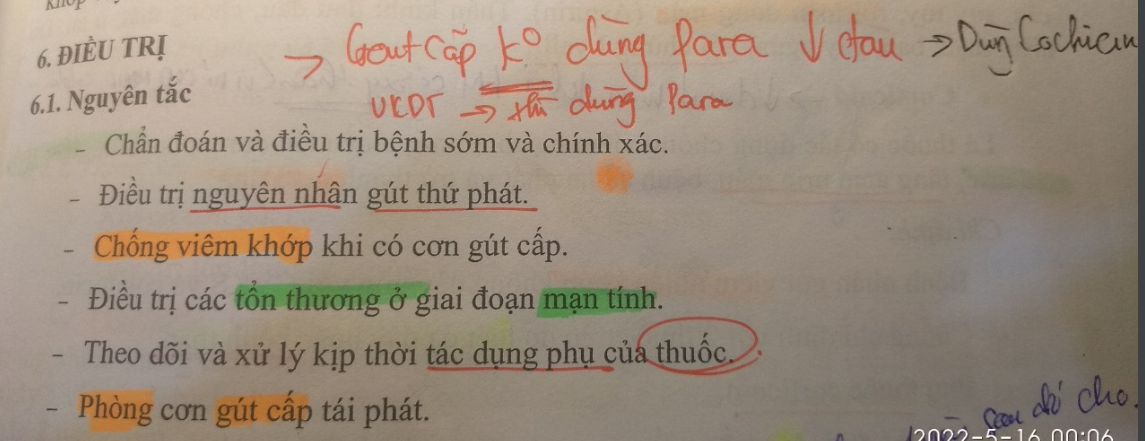 khớp
→ Gout cấp k° dùng Para ↓ đau → Dùng Cochicin
6. ĐIỀU TRỊ
VKDT → thì dùng Para
6.1. Nguyên tắc
- Chẩn đoán và điều trị bệnh sớm và chính xác.
- Điều trị nguyên nhân gút thứ phát.
- Chống viêm khớp khi có cơn gút cấp.
- Điều trị các tổn thương ở giai đoạn mạn tính.
- Theo dõi và xử lý kịp thời tác dụng phụ của thuốc.
- Phòng cơn gút cấp tái phát.
sau đó cho.
2022-5-16 00:06